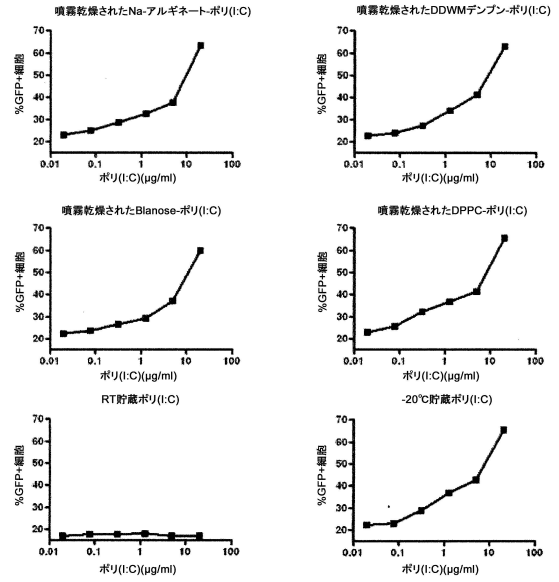 噴霧乾燥されたNa-アルギネート-ポリ(I:C)
%GFP+細胞
70
60
50
40
30
20
0.01 0.1 1 10 100
ポリ(I:C)(µg/ml)
噴霧乾燥されたDDWMデンプン-ポリ(I:C)
%GFP+細胞
70
60
50
40
30
20
0.01 0.1 1 10 100
ポリ(I:C)(µg/ml)
噴霧乾燥されたBlanose-ポリ(I:C)
%GFP+細胞
70
60
50
40
30
20
0.01 0.1 1 10 100
ポリ(I:C)(µg/ml)
噴霧乾燥されたDPPC-ポリ(I:C)
%GFP+細胞
70
60
50
40
30
20
0.01 0.1 1 10 100
ポリ(I:C)(µg/ml)
RT貯蔵ポリ(I:C)
%GFP+細胞
70
60
50
40
30
20
0.01 0.1 1 10 100
ポリ(I:C)(µg/ml)
-20℃貯蔵ポリ(I:C)
%GFP+細胞
70
60
50
40
30
20
0.01 0.1 1 10 100
ポリ(I:C)(µg/ml)